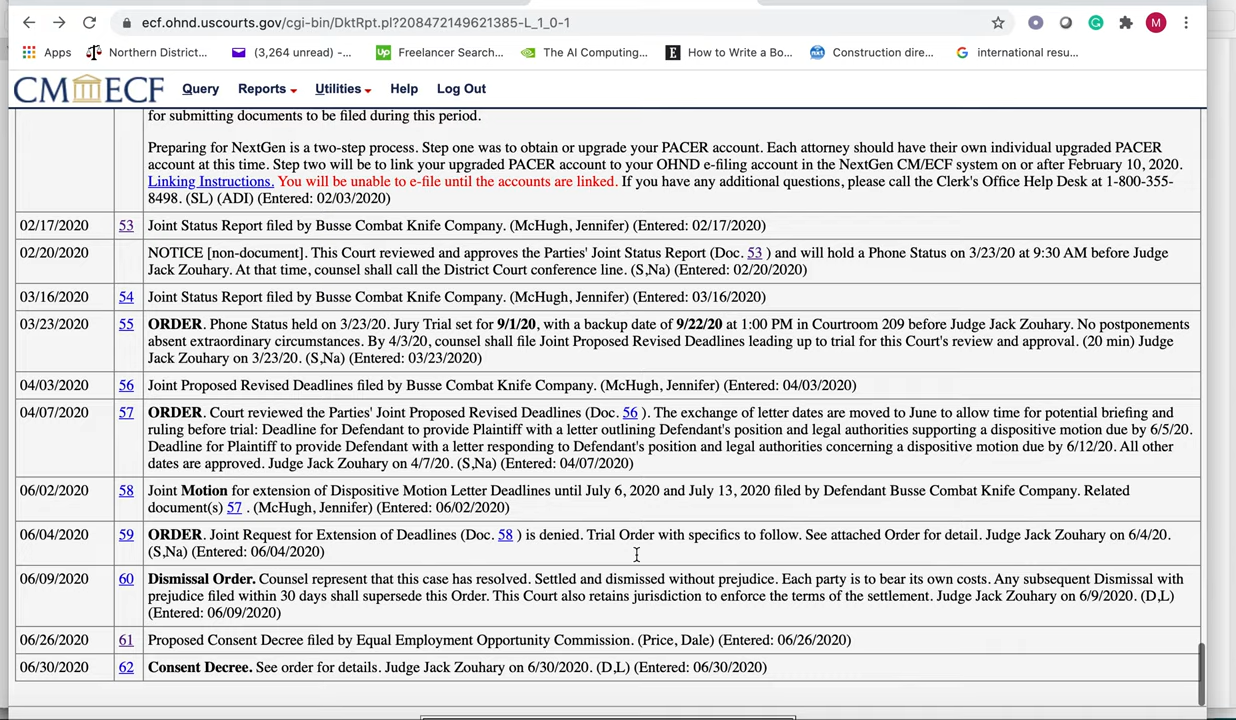 ecf.ohnd.uscourts.gov/cgi-bin/DktRpt.pl?208472149621385-L_1_0-1
M
Apps Northern District... (3,264 unread) -... Up Freelancer Search... The AI Computing... E How to Write a Bo... nxt Construction dire... G international resu...
CM ECF Query Reports Utilities Help Log Out
for submitting documents to be filed during this period.
Preparing for NextGen is a two-step process. Step one was to obtain or upgrade your PACER account. Each attorney should have their own individual upgraded PACER
account at this time. Step two will be to link your upgraded PACER account to your OHND e-filing account in the NextGen CM/ECF system on or after February 10, 2020.
Linking Instructions. You will be unable to e-file until the accounts are linked. If you have any additional questions, please call the Clerk's Office Help Desk at 1-800-355-
8498. (SL) (ADI) (Entered: 02/03/2020)
02/17/2020 53 Joint Status Report filed by Busse Combat Knife Company. (McHugh, Jennifer) (Entered: 02/17/2020)
02/20/2020 NOTICE [non-document]. This Court reviewed and approves the Parties' Joint Status Report (Doc. 53 ) and will hold a Phone Status on 3/23/20 at 9:30 AM before Judge
Jack Zouhary. At that time, counsel shall call the District Court conference line. (S,Na) (Entered: 02/20/2020)
03/16/2020 54 Joint Status Report filed by Busse Combat Knife Company. (McHugh, Jennifer) (Entered: 03/16/2020)
03/23/2020 55 ORDER. Phone Status held on 3/23/20. Jury Trial set for 9/1/20, with a backup date of 9/22/20 at 1:00 PM in Courtroom 209 before Judge Jack Zouhary. No postponements
absent extraordinary circumstances. By 4/3/20, counsel shall file Joint Proposed Revised Deadlines leading up to trial for this Court's review and approval. (20 min) Judge
Jack Zouhary on 3/23/20. (S,Na) (Entered: 03/23/2020)
04/03/2020 56 Joint Proposed Revised Deadlines filed by Busse Combat Knife Company. (McHugh, Jennifer) (Entered: 04/03/2020)
04/07/2020 57 ORDER. Court reviewed the Parties' Joint Proposed Revised Deadlines (Doc. 56 ). The exchange of letter dates are moved to June to allow time for potential briefing and
ruling before trial: Deadline for Defendant to provide Plaintiff with a letter outlining Defendant's position and legal authorities supporting a dispositive motion due by 6/5/20.
Deadline for Plaintiff to provide Defendant with a letter responding to Defendant's position and legal authorities concerning a dispositive motion due by 6/12/20. All other
dates are approved. Judge Jack Zouhary on 4/7/20. (S,Na) (Entered: 04/07/2020)
06/02/2020 58 Joint Motion for extension of Dispositive Motion Letter Deadlines until July 6, 2020 and July 13, 2020 filed by Defendant Busse Combat Knife Company. Related
document(s) 57 . (McHugh, Jennifer) (Entered: 06/02/2020)
06/04/2020 59 ORDER. Joint Request for Extension of Deadlines (Doc. 58 ) is denied. Trial Order with specifics to follow. See attached Order for detail. Judge Jack Zouhary on 6/4/20.
(S,Na) (Entered: 06/04/2020)
06/09/2020 60 Dismissal Order. Counsel represent that this case has resolved. Settled and dismissed without prejudice. Each party is to bear its own costs. Any subsequent Dismissal with
prejudice filed within 30 days shall supersede this Order. This Court also retains jurisdiction to enforce the terms of the settlement. Judge Jack Zouhary on 6/9/2020. (D,L)
(Entered: 06/09/2020)
06/26/2020 61 Proposed Consent Decree filed by Equal Employment Opportunity Commission. (Price, Dale) (Entered: 06/26/2020)
06/30/2020 62 Consent Decree. See order for details. Judge Jack Zouhary on 6/30/2020. (D,L) (Entered: 06/30/2020)